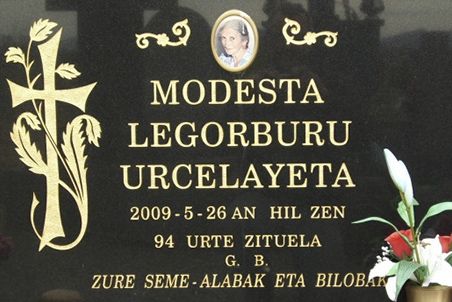 MODESTA
LEGORBURU
URCELAYETA
2009-5-26 AN HIL ZEN
94 URTE ZITUELA
G. B.
ZURE SEME-ALABAK ETA BILOBAK